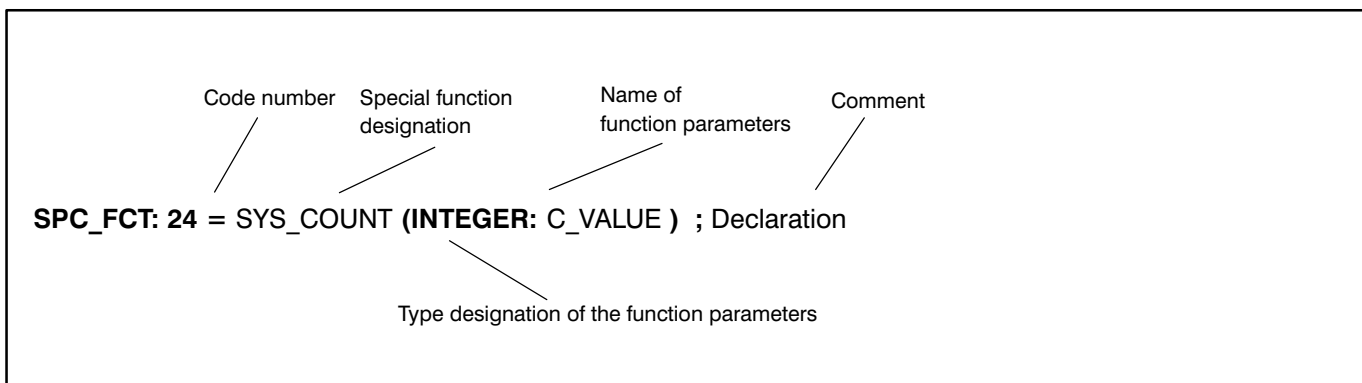 Code number
Special function
designation
Name of
function parameters
Comment
SPC_FCT: 24 = SYS_COUNT (INTEGER: C_VALUE ) ; Declaration
Type designation of the function parameters